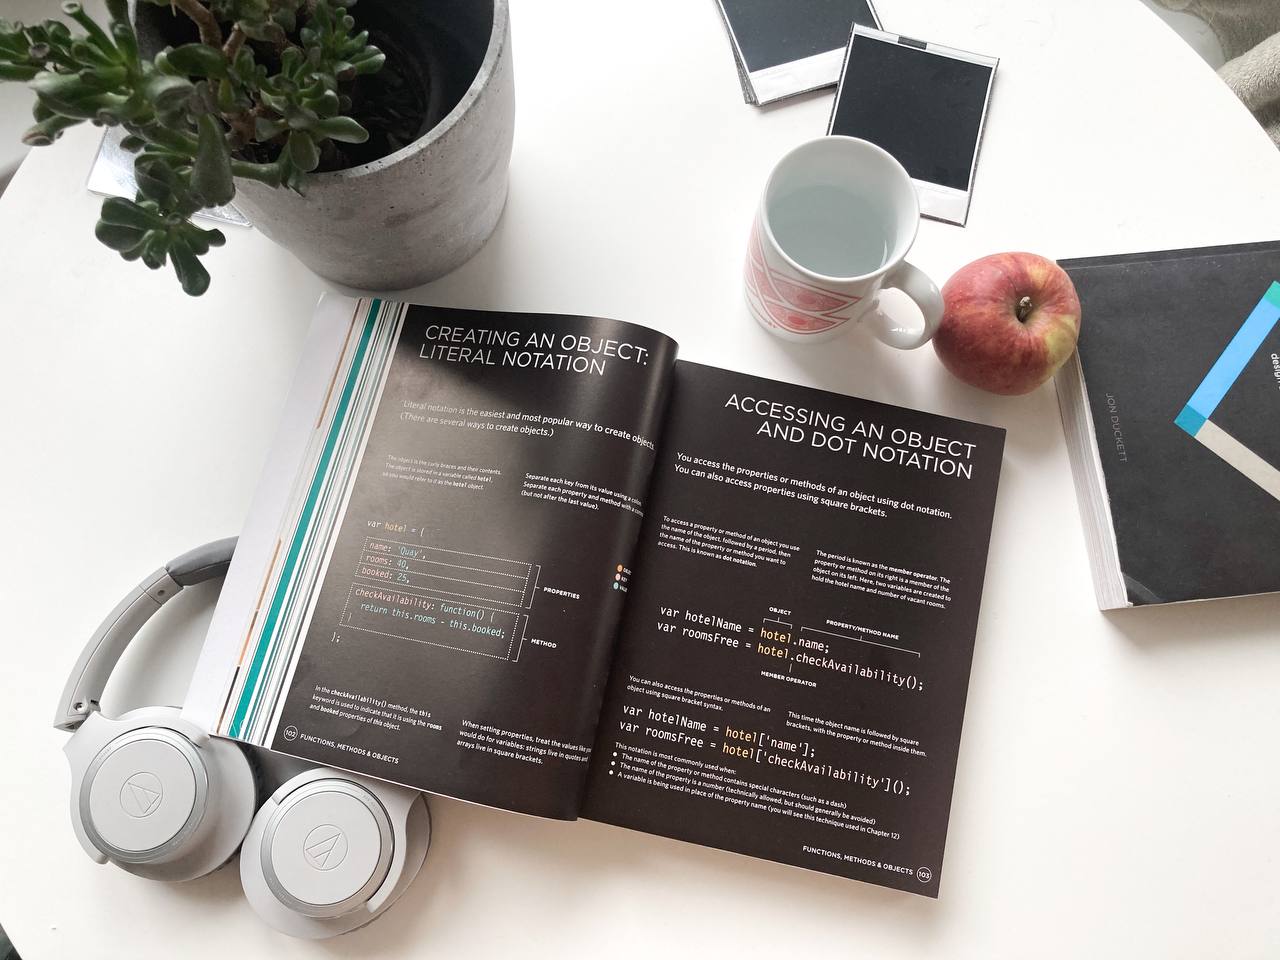 CREATING AN OBJECT:
LITERAL NOTATION
Literal notation is the easiest and most popular way to create objects.
(There are several ways to create objects.)
The object is the curly braces and their contents.
The object is stored in a variable called hotel,
so you would refer to it as the hotel object.
Separate each key from its value using a colon.
Separate each property and method with a
(but not after the last value).
var hotel = {
name: 'Quay',
rooms: 40,
booked: 25,
checkAvailability: function() {
return this.rooms - this.booked;
}
};
PROPERTIES
METHOD
KEY
In the checkAvailability() method, the this
keyword is used to indicate that it is using the rooms
and booked properties of this object.
When setting properties, treat the values like you
would do for variables: strings live in quotes and
arrays live in square brackets.
102 FUNCTIONS, METHODS & OBJECTS
ACCESSING AN OBJECT
AND DOT NOTATION
You access the properties or methods of an object using dot notation.
You can also access properties using square brackets.
To access a property or method of an object you use
the name of the object, followed by a period, then
the name of the property or method you want to
access. This is known as dot notation.
The period is known as the member operator. The
property or method on its right is a member of the
object on its left. Here, two variables are created to
hold the hotel name and number of vacant rooms.
OBJECT
PROPERTY/METHOD NAME
var hotelName = hotel.name;
var roomsFree = hotel.checkAvailability();
MEMBER OPERATOR
You can also access the properties or methods of an
object using square bracket syntax.
This time the object name is followed by square
brackets, with the property or method inside them.
var hotelName = hotel['name'];
var roomsFree = hotel['checkAvailability']();
This notation is most commonly used when:
● The name of the property or method contains special characters (such as a dash)
● The name of the property is a number (technically allowed, but should generally be avoided)
● A variable is being used in place of the property name (you will see this technique used in Chapter 12)
FUNCTIONS, METHODS & OBJECTS 103
JON DUCKETT